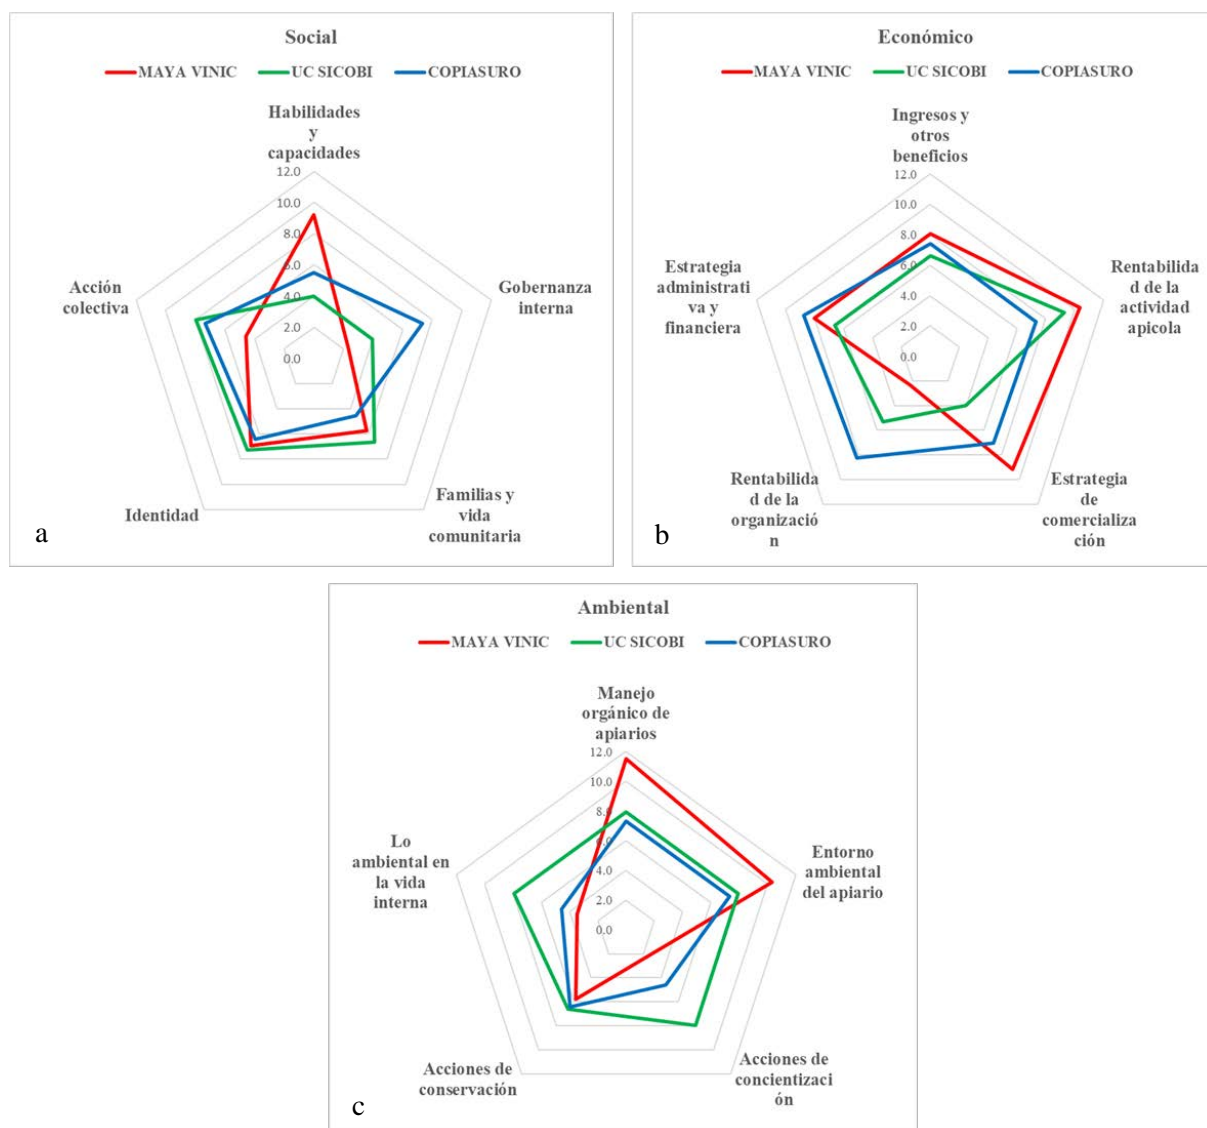 Social
MAYA VINIC UC SICOBI COPIASURO
Habilidades
y
capacidades
12.0
10.0
8.0
6.0
4.0
2.0
0.0
Acción
colectiva
Gobernanza
interna
Identidad
Familias y
vida
comunitaria
a
Económico
MAYA VINIC UC SICOBI COPIASURO
Ingresos y
otros
beneficios
12.0
10.0
8.0
6.0
4.0
2.0
0.0
Estrategia
administrati
va y
financiera
Rentabilida
d de la
actividad
apicola
Rentabilida
d de la
organizació
n
Estrategia
de
comercializa
ción
b
Ambiental
MAYA VINIC UC SICOBI COPIASURO
Manejo
orgánico de
apiarios
12.0
10.0
8.0
6.0
4.0
2.0
0.0
Lo
ambiental en
la vida
interna
Entorno
ambiental
del apiario
Acciones de
conservación
Acciones de
concientizaci
ón
c